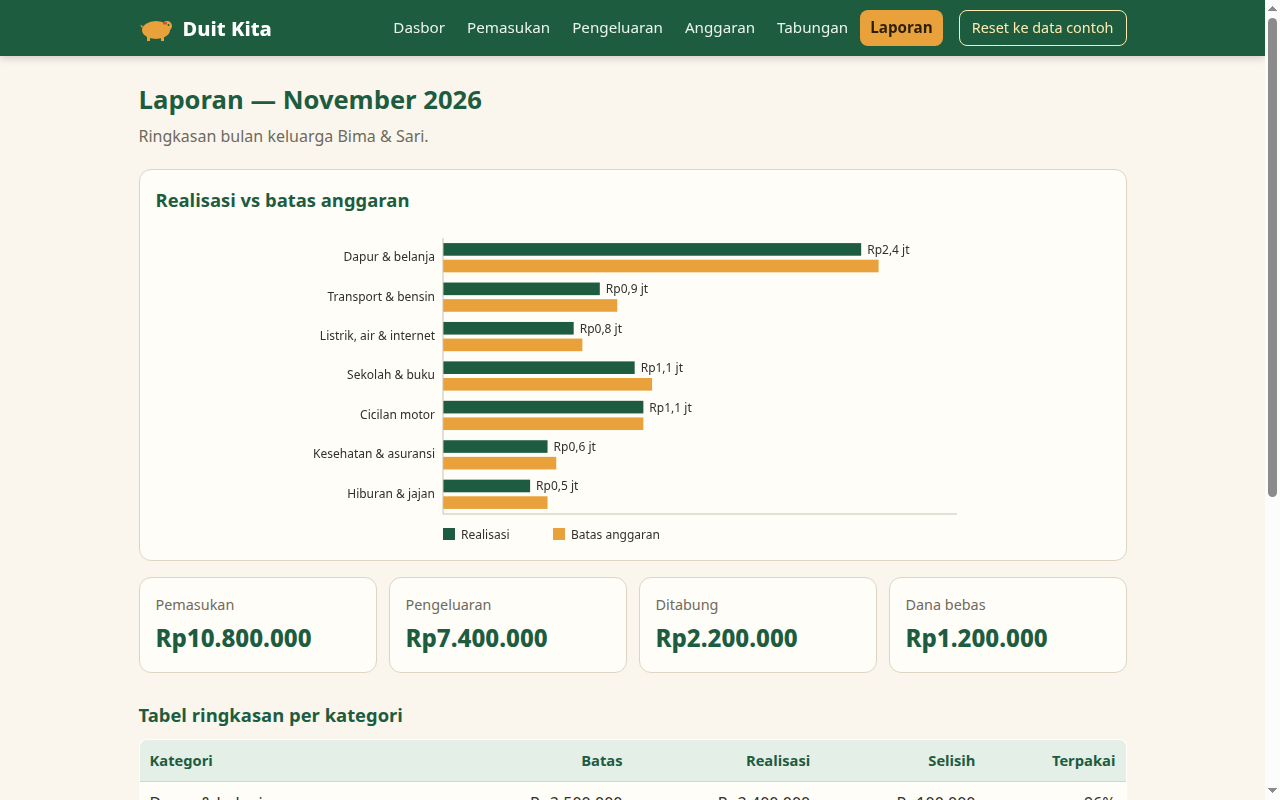 Duit Kita
Dasbor
Pemasukan
Pengeluaran
Anggaran
Tabungan
Laporan
Reset ke data contoh
Laporan — November 2026
Ringkasan bulan keluarga Bima & Sari.
Realisasi vs batas anggaran
Dapur & belanja
Rp2,4 jt
Transport & bensin
Rp0,9 jt
Listrik, air & internet
Rp0,8 jt
Sekolah & buku
Rp1,1 jt
Cicilan motor
Rp1,1 jt
Kesehatan & asuransi
Rp0,6 jt
Hiburan & jajan
Rp0,5 jt
Realisasi
Batas anggaran
Pemasukan
Rp10.800.000
Pengeluaran
Rp7.400.000
Ditabung
Rp2.200.000
Dana bebas
Rp1.200.000
Tabel ringkasan per kategori
Kategori Batas Realisasi Selisih Terpakai